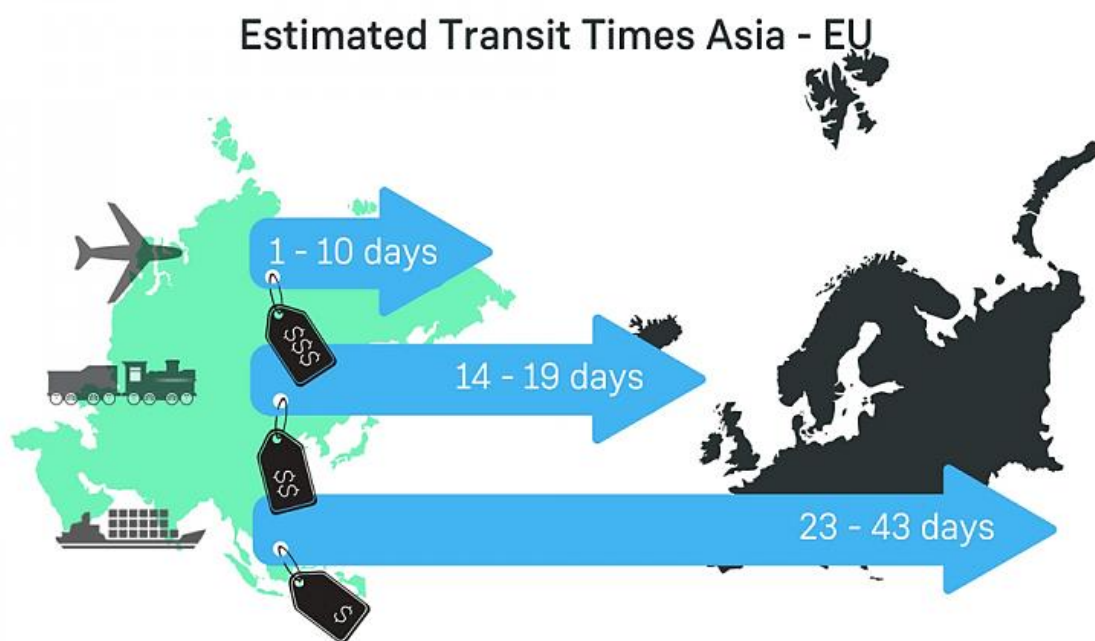 Estimated Transit Times Asia - EU
1 - 10 days
$$$
14 - 19 days
$$
23 - 43 days
$